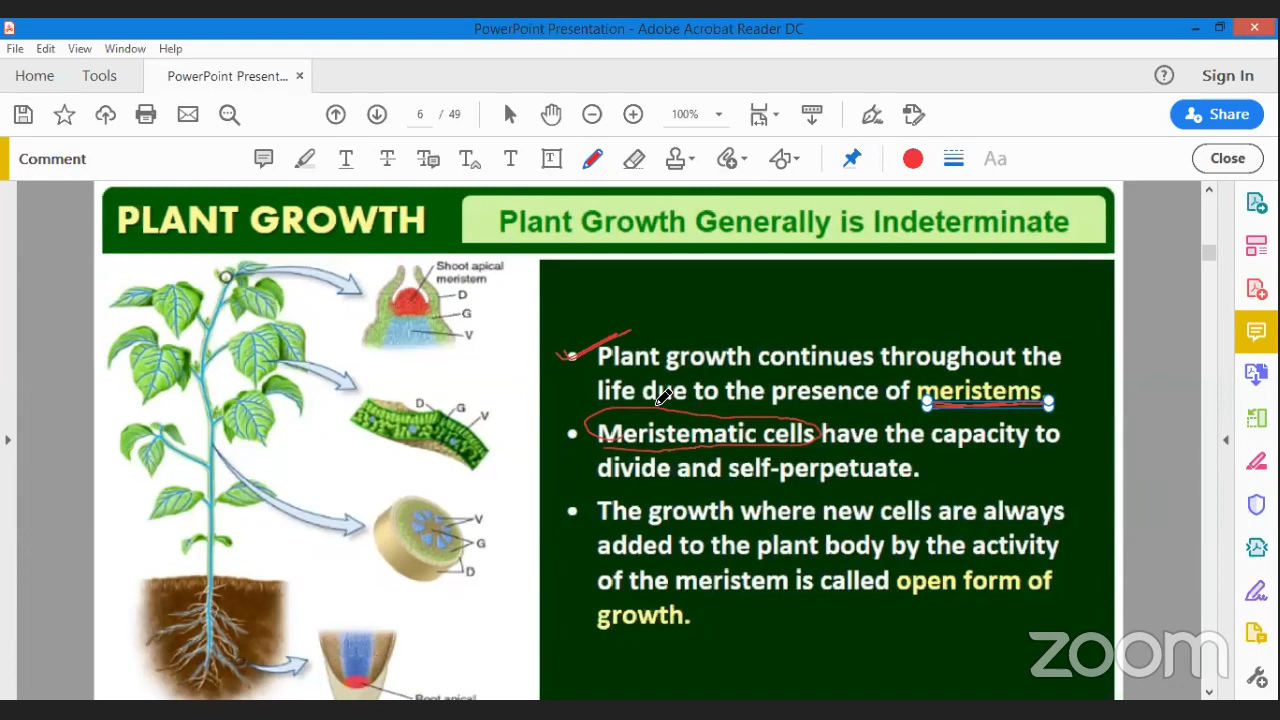 PowerPoint Presentation - Adobe Acrobat Reader DC
File Edit View Window Help
Home Tools PowerPoint Present... × Sign In
6 / 49 100% Share
Comment Aa Close
PLANT GROWTH
Plant Growth Generally is Indeterminate
Shoot apical
meristem
D
G
V
D
G
V
V
G
D
• Plant growth continues throughout the
life due to the presence of meristems
• Meristematic cells have the capacity to
divide and self-perpetuate.
• The growth where new cells are always
added to the plant body by the activity
of the meristem is called open form of
growth.
zoom